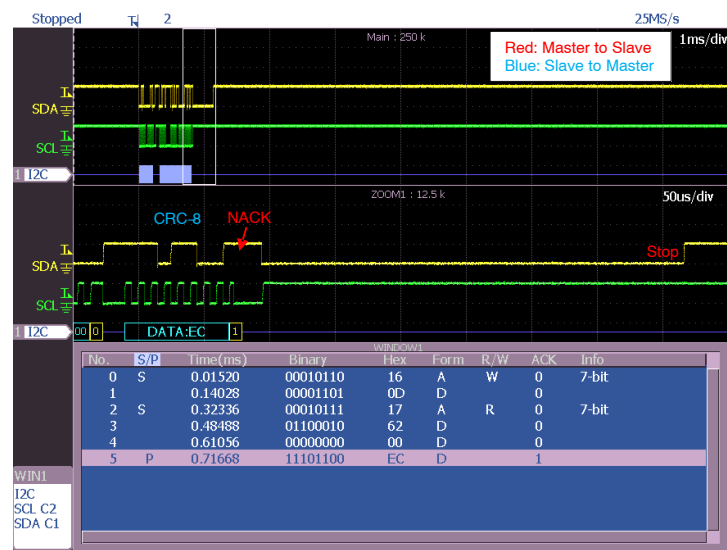 Stopped T 2 25MS/s
Main : 250 k
1ms/div
Red: Master to Slave
Blue: Slave to Master
T
SDA
T
SCL
1 I2C
ZOOM1 : 12.5 k
50us/div
CRC-8 NACK
T
SDA
Stop
T
SCL
1 I2C 00 0 DATA:EC 1
WINDOW1
No. S/P Time(ms) Binary Hex Form R/W ACK Info
0 S 0.01520 00010110 16 A W 0 7-bit
1 0.14028 00001101 0D D 0
2 S 0.32336 00010111 17 A R 0 7-bit
3 0.48488 01100010 62 D 0
4 0.61056 00000000 00 D 0
5 P 0.71668 11101100 EC D 1
WIN1
I2C
SCL C2
SDA C1